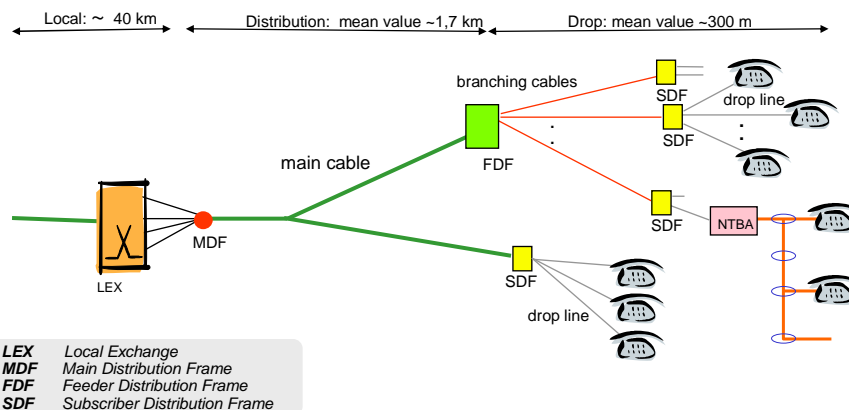 Local: ~ 40 km
Distribution: mean value ~1,7 km
Drop: mean value ~300 m
branching cables
SDF
drop line
SDF
main cable
FDF
SDF
NTBA
MDF
LEX
SDF
drop line
LEX Local Exchange
MDF Main Distribution Frame
FDF Feeder Distribution Frame
SDF Subscriber Distribution Frame